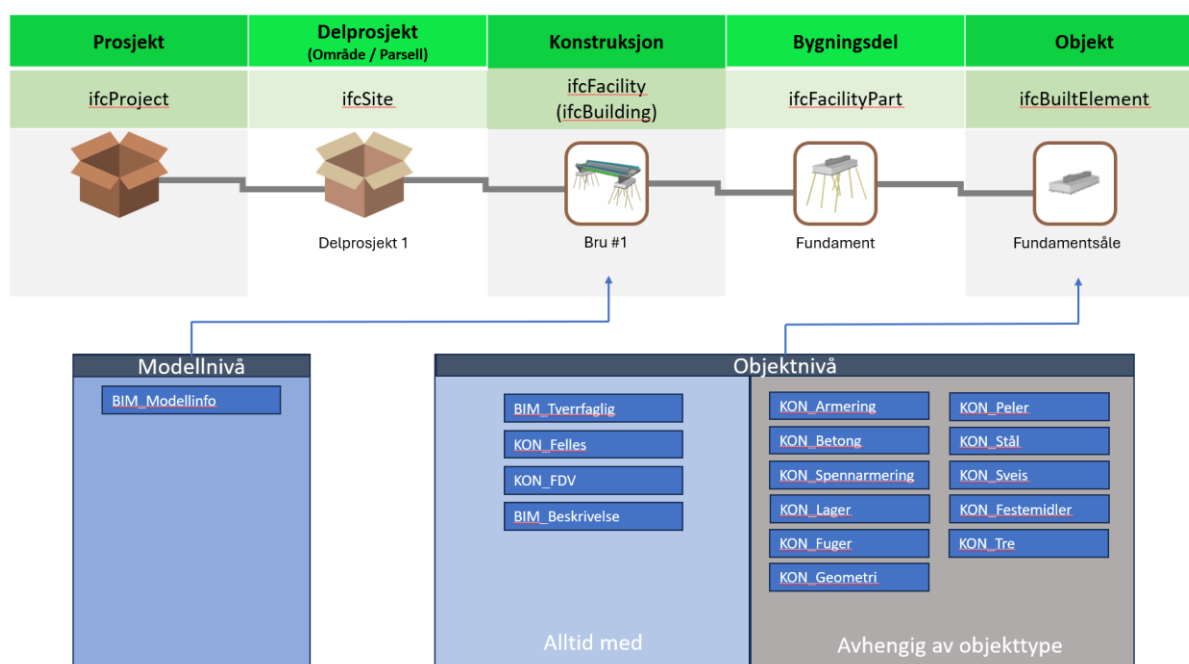 Prosjekt
Delprosjekt
(Område / Parsell)
Konstruksjon
Bygningsdel
Objekt
ifcProject
ifcSite
ifcFacility
(ifcBuilding)
ifcFacilityPart
ifcBuiltElement
Delprosjekt 1
Bru #1
Fundament
Fundamentsåle
Modellnivå
BIM_Modellinfo
Objektnivå
BIM_Tverrfaglig
KON_Felles
KON_FDV
BIM_Beskrivelse
Alltid med
KON_Armering
KON_Betong
KON_Spennarmering
KON_Lager
KON_Fuger
KON_Geometri
KON_Peler
KON_Stål
KON_Sveis
KON_Festemidler
KON_Tre
Avhengig av objekttype